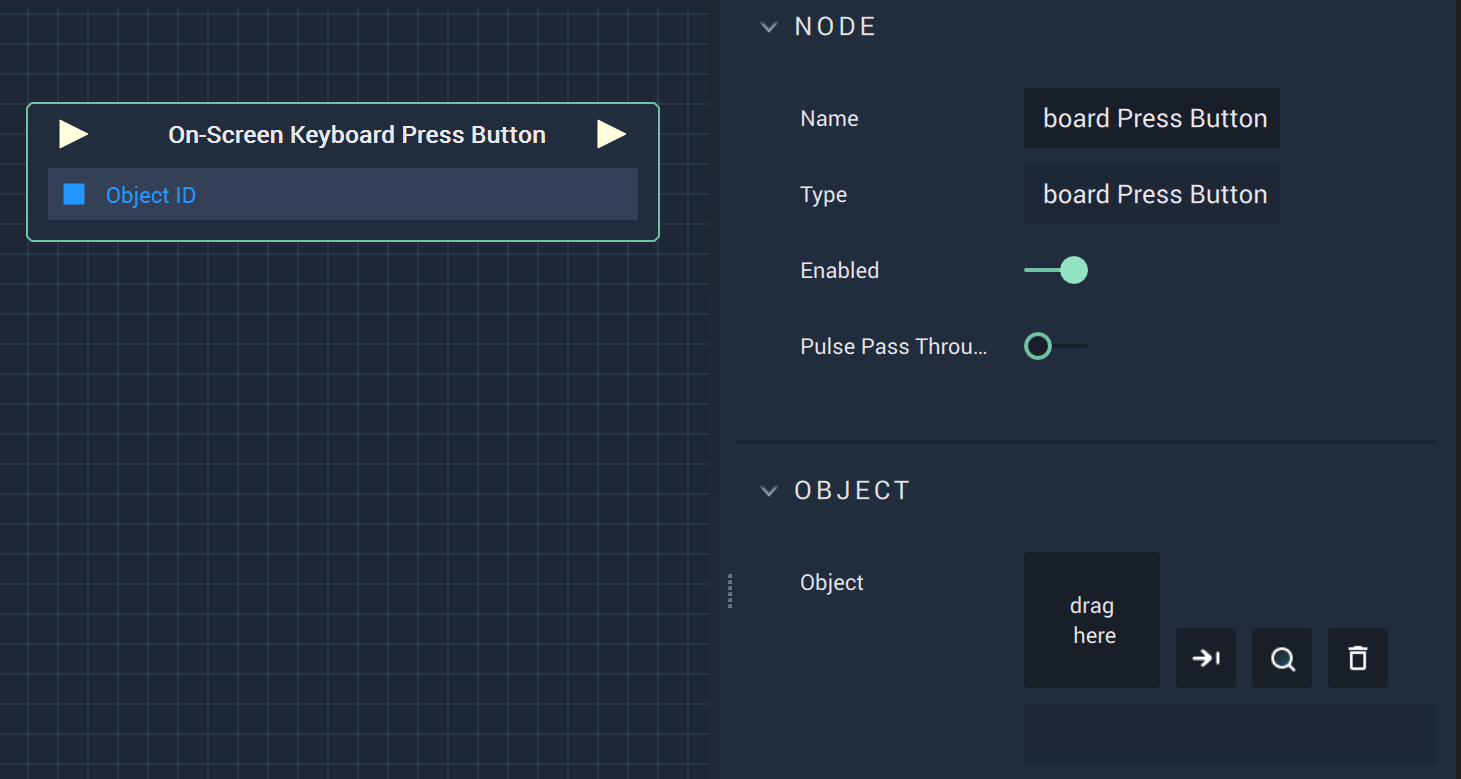 On-Screen Keyboard Press Button
Object ID
NODE
Name
board Press Button
Type
board Press Button
Enabled
Pulse Pass Throu...
OBJECT
Object
drag
here